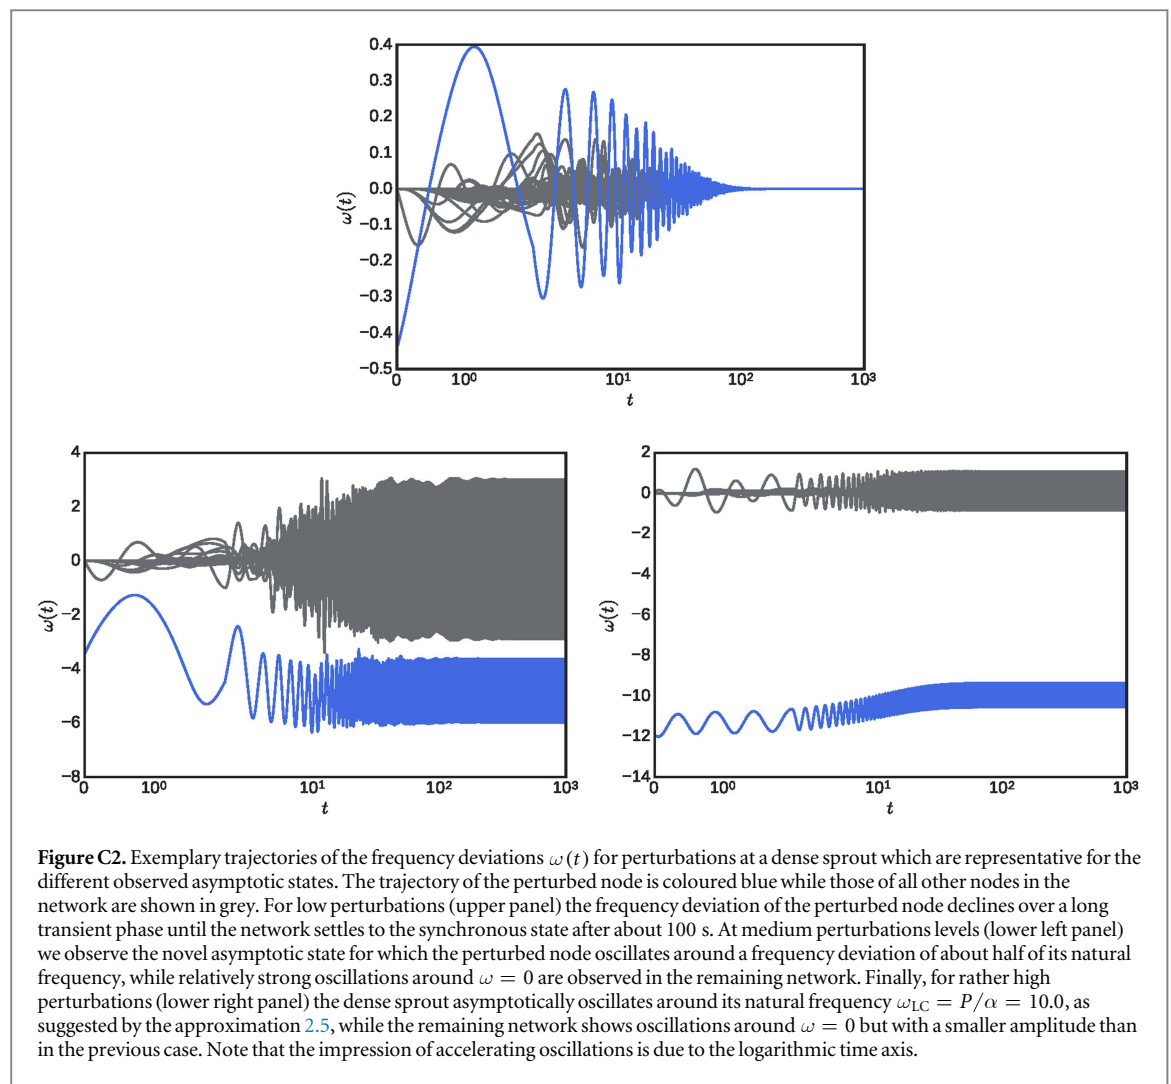 0.4
0.3
0.2
0.1
0.0
−0.1
−0.2
−0.3
−0.4
−0.5
ω(t)
0 10⁰ 10¹ 10² 10³
t
4
2
0
−2
−4
−6
−8
ω(t)
0 10⁰ 10¹ 10² 10³
t
2
0
−2
−4
−6
−8
−10
−12
−14
ω(t)
0 10⁰ 10¹ 10² 10³
t
Figure C2. Exemplary trajectories of the frequency deviations ω(t) for perturbations at a dense sprout which are representative for the
different observed asymptotic states. The trajectory of the perturbed node is coloured blue while those of all other nodes in the
network are shown in grey. For low perturbations (upper panel) the frequency deviation of the perturbed node declines over a long
transient phase until the network settles to the synchronous state after about 100 s. At medium perturbations levels (lower left panel)
we observe the novel asymptotic state for which the perturbed node oscillates around a frequency deviation of about half of its natural
frequency, while relatively strong oscillations around ω = 0 are observed in the remaining network. Finally, for rather high
perturbations (lower right panel) the dense sprout asymptotically oscillates around its natural frequency ω_LC = P/α = 10.0, as
suggested by the approximation 2.5, while the remaining network shows oscillations around ω = 0 but with a smaller amplitude than
in the previous case. Note that the impression of accelerating oscillations is due to the logarithmic time axis.